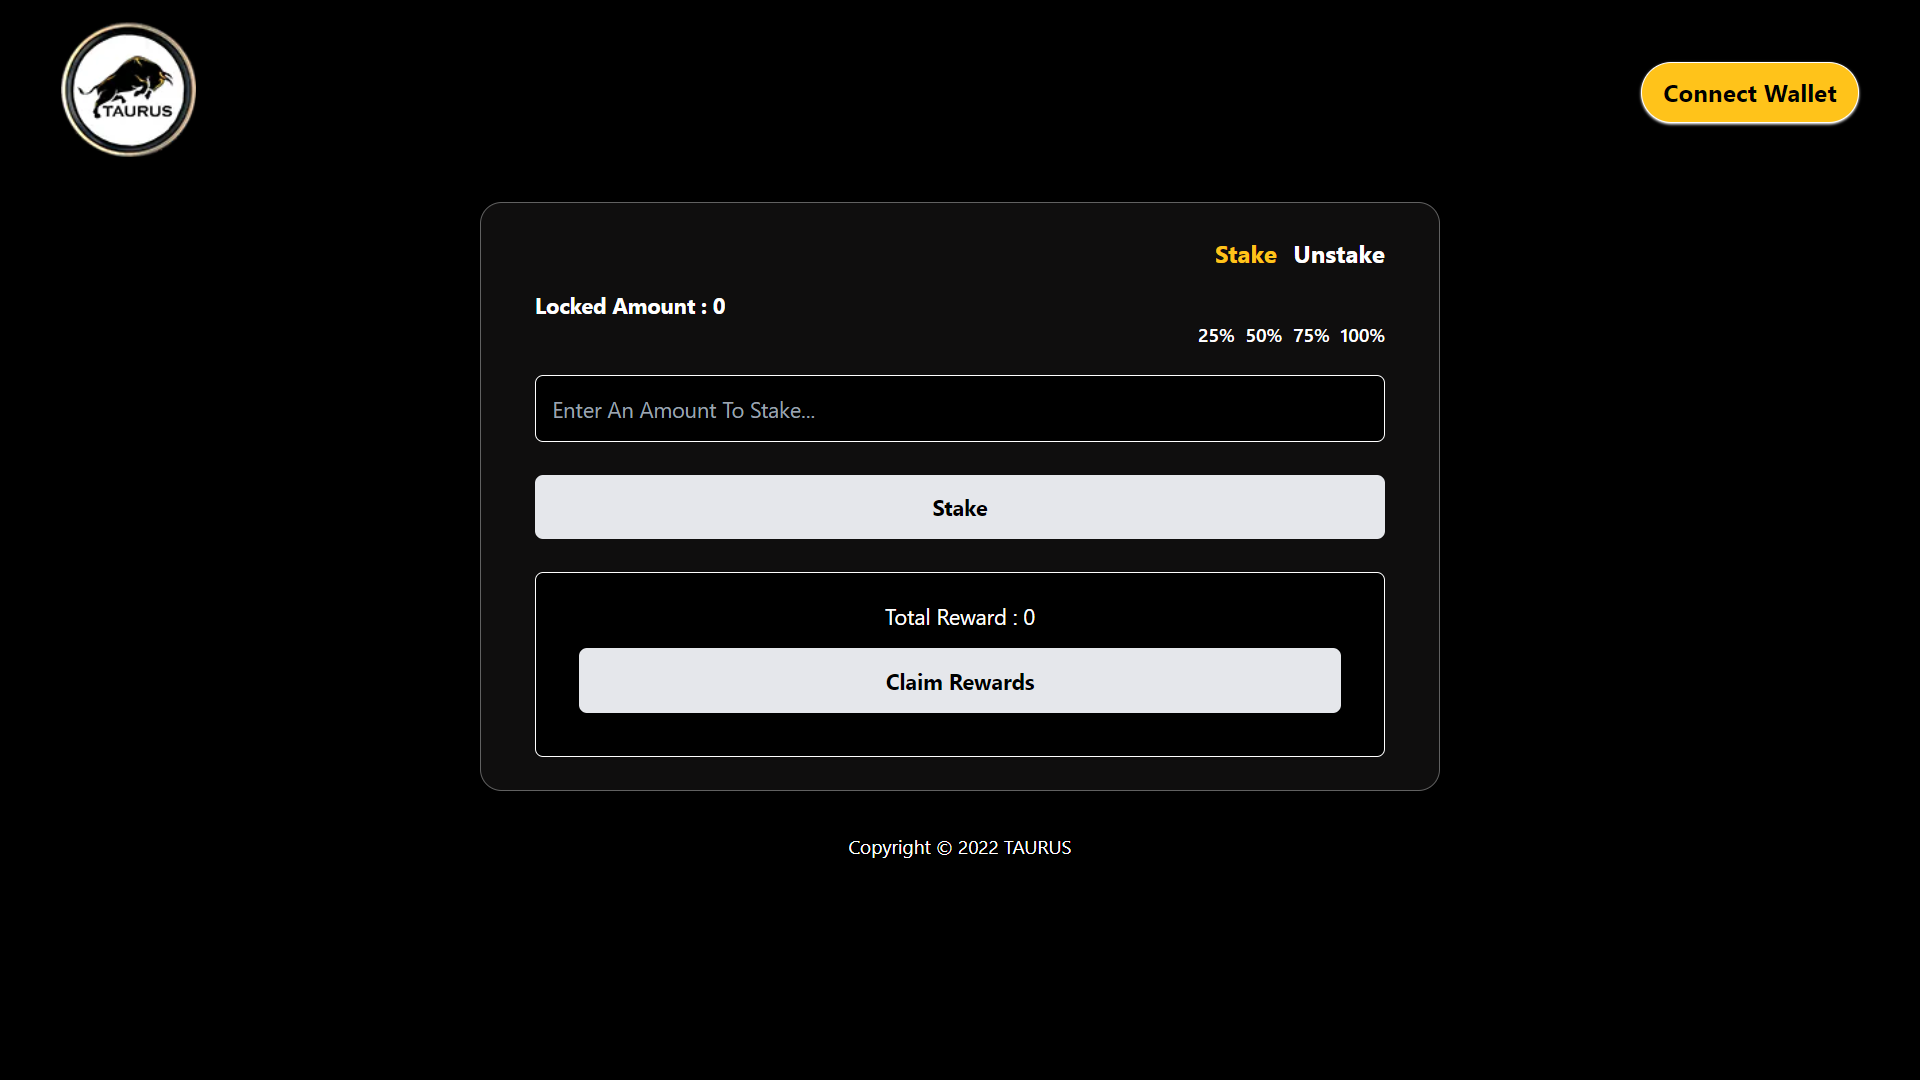 TAURUS
Connect Wallet
Stake Unstake
Locked Amount : 0
25% 50% 75% 100%
Enter An Amount To Stake...
Stake
Total Reward : 0
Claim Rewards
Copyright © 2022 TAURUS